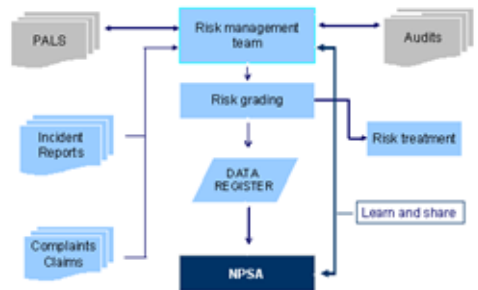 PALS
Risk management
team
Audits
Risk grading
Incident
Reports
Risk treatment
DATA
REGISTER
Learn and share
Complaints
Claims
NPSA